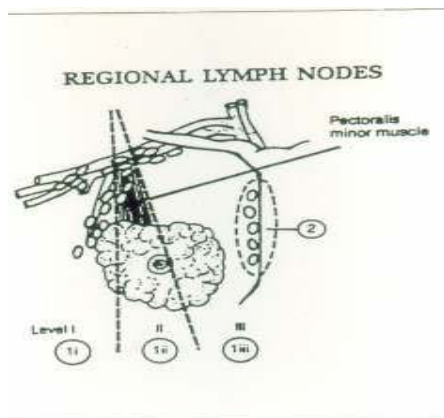 REGIONAL LYMPH NODES
Pectoralis
minor muscle
2
Level I II III
1i 1ii 1iii